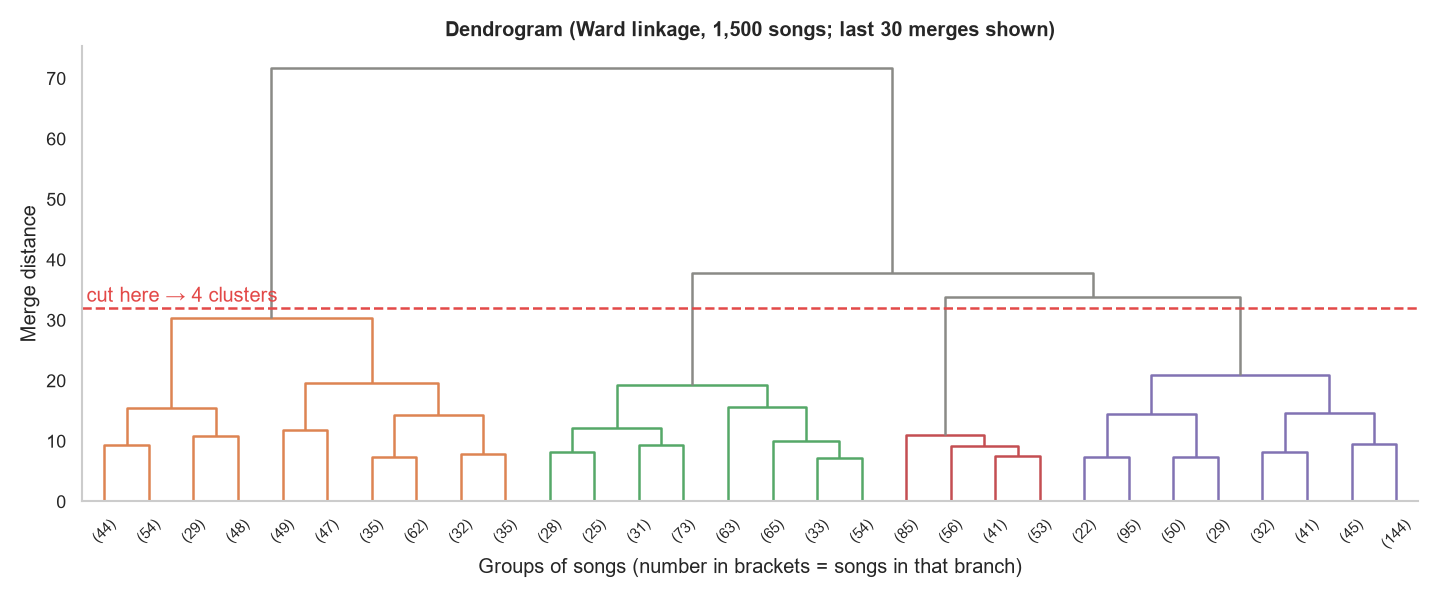 Dendrogram (Ward linkage, 1,500 songs; last 30 merges shown)
Merge distance
70
60
50
40
30
20
10
0
cut here → 4 clusters
(44) (54) (29) (48) (49) (47) (35) (62) (32) (35) (28) (25) (31) (73) (63) (65) (33) (54) (85) (56) (41) (53) (22) (95) (50) (29) (32) (41) (45) (144)
Groups of songs (number in brackets = songs in that branch)